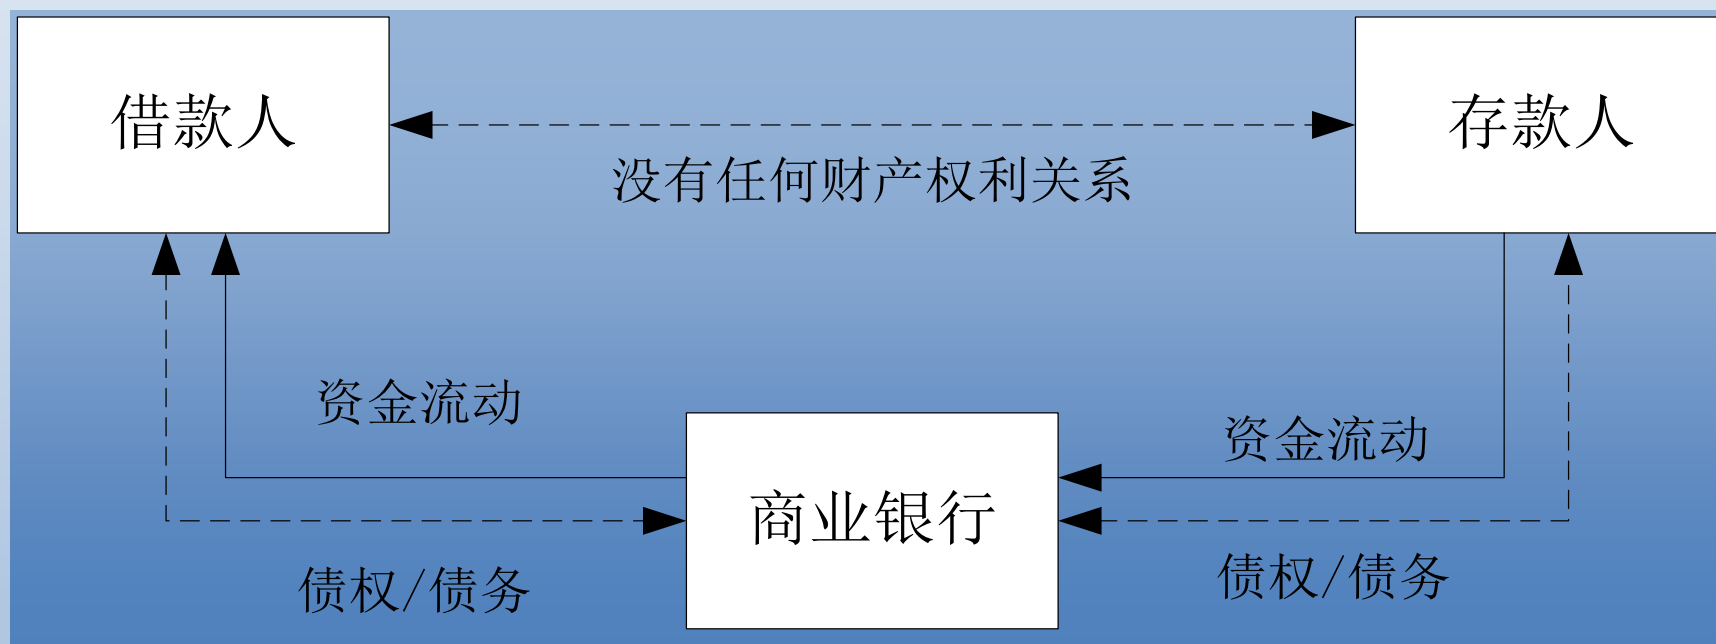 借款人
存款人
没有任何财产权利关系
资金流动
资金流动
商业银行
债权/债务
债权/债务